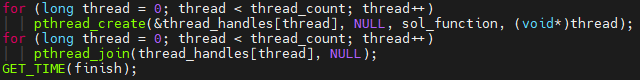 for (long thread = 0; thread < thread_count; thread++)
    pthread_create(&thread_handles[thread], NULL, sol_function, (void*)thread);
for (long thread = 0; thread < thread_count; thread++)
    pthread_join(thread_handles[thread], NULL);
GET_TIME(finish);